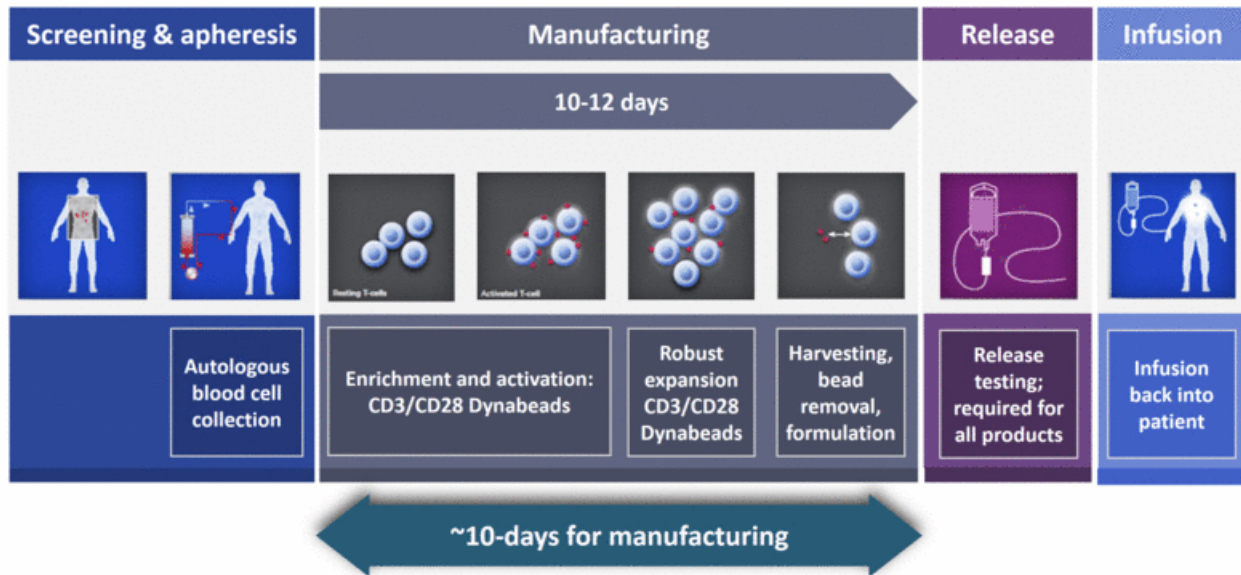 Screening & apheresis
Manufacturing
Release
Infusion
10-12 days
Resting T-cells
Activated T-cell
Autologous
blood cell
collection
Enrichment and activation:
CD3/CD28 Dynabeads
Robust
expansion
CD3/CD28
Dynabeads
Harvesting,
bead
removal,
formulation
Release
testing;
required for
all products
Infusion
back into
patient
~10-days for manufacturing